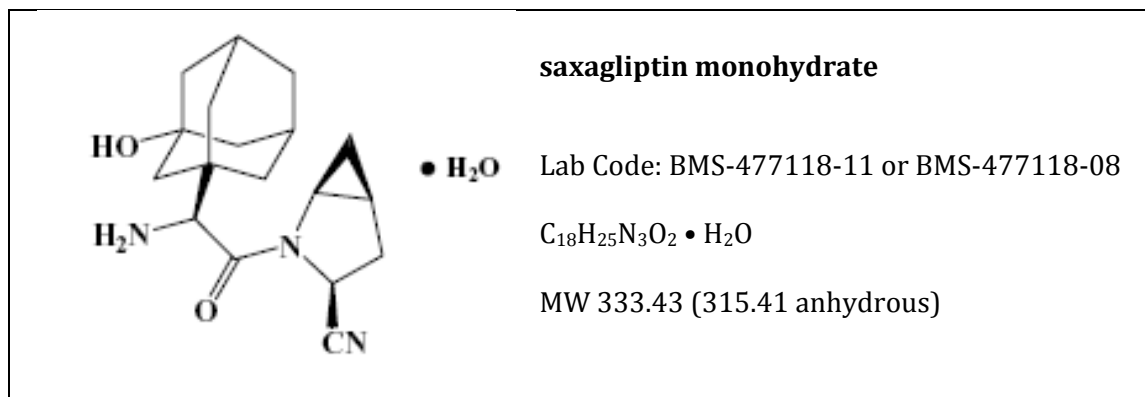 saxagliptin monohydrate
HO
• H₂O
Lab Code: BMS-477118-11 or BMS-477118-08
H₂N
N
C₁₈H₂₅N₃O₂ • H₂O
O
MW 333.43 (315.41 anhydrous)
CN